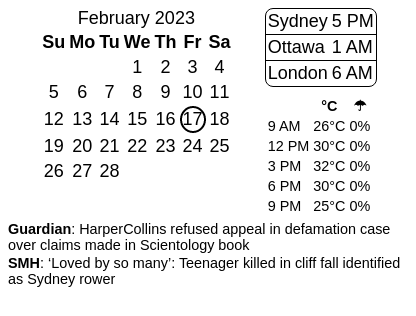 February 2023
Su Mo Tu We Th Fr Sa
1 2 3 4
5 6 7 8 9 10 11
12 13 14 15 16 17 18
19 20 21 22 23 24 25
26 27 28
Sydney 5 PM
Ottawa 1 AM
London 6 AM
°C ☂
9 AM 26°C 0%
12 PM 30°C 0%
3 PM 32°C 0%
6 PM 30°C 0%
9 PM 25°C 0%
Guardian: HarperCollins refused appeal in defamation case
over claims made in Scientology book
SMH: ‘Loved by so many’: Teenager killed in cliff fall identified
as Sydney rower